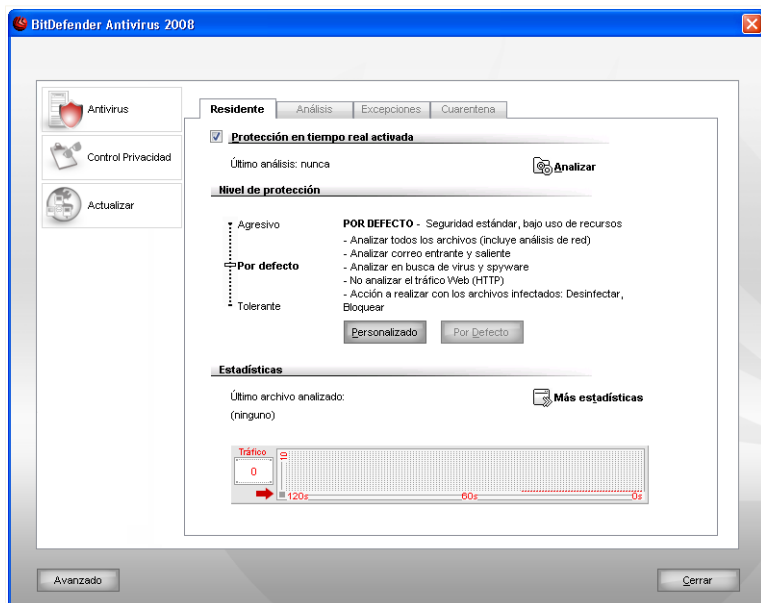 BitDefender Antivirus 2008
Antivirus
Control Privacidad
Actualizar
Residente
Análisis
Excepciones
Cuarentena
Protección en tiempo real activada
Último análisis: nunca
Analizar
Nivel de protección
Agresivo
Por defecto
Tolerante
POR DEFECTO - Seguridad estándar, bajo uso de recursos
- Analizar todos los archivos (incluye análisis de red)
- Analizar correo entrante y saliente
- Analizar en busca de virus y spyware
- No analizar el tráfico Web (HTTP)
- Acción a realizar con los archivos infectados: Desinfectar,
Bloquear
Personalizado
Por Defecto
Estadísticas
Último archivo analizado:
(ninguno)
Más estadísticas
Tráfico
0
10
120s
60s
0s
Avanzado
Cerrar